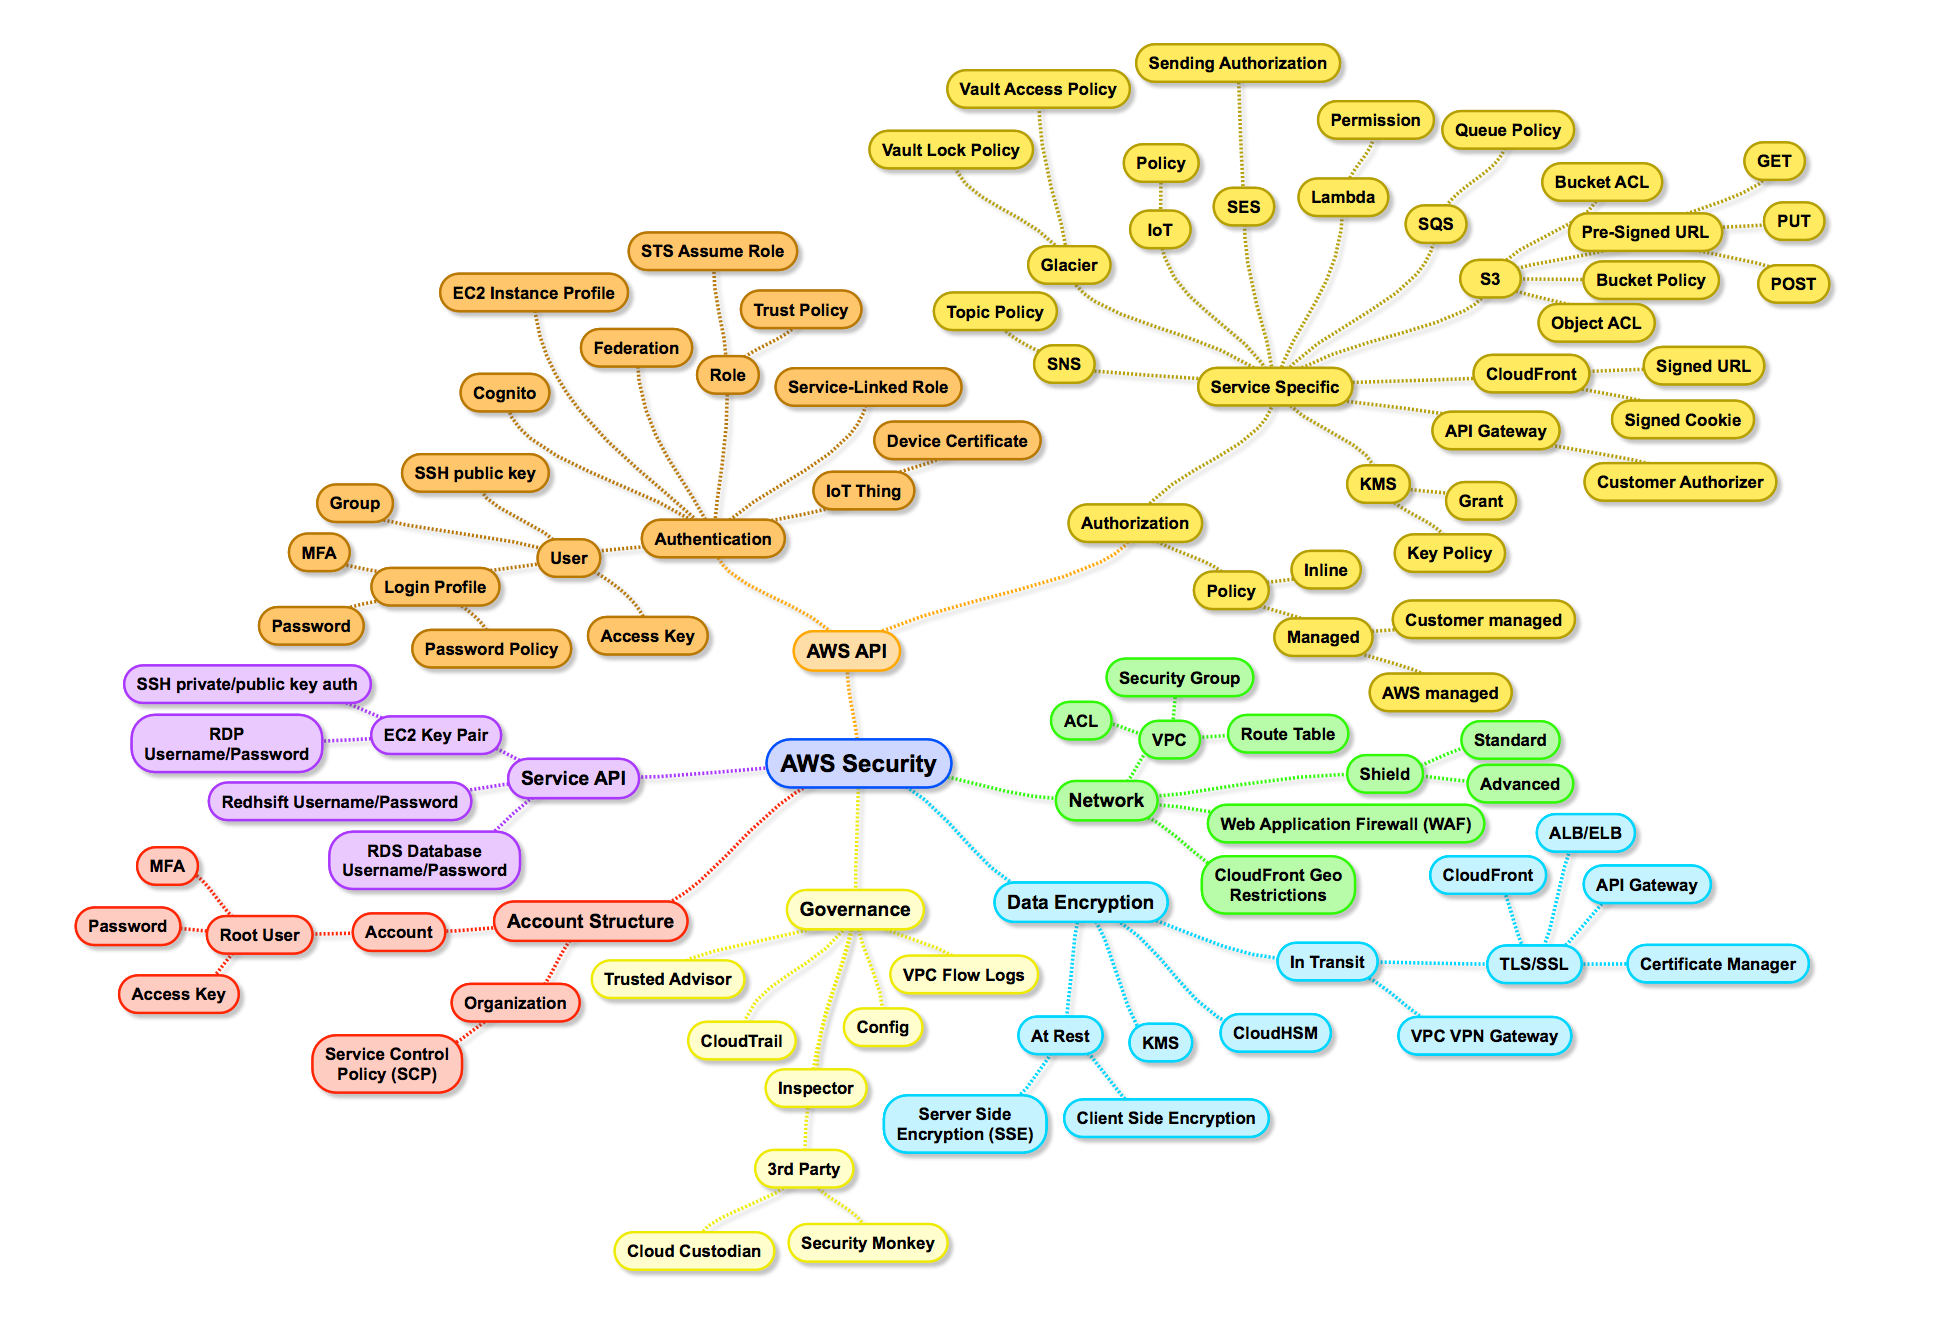 Sending Authorization
Vault Access Policy
Permission
Queue Policy
Vault Lock Policy
Policy
GET
Bucket ACL
Lambda
SES
PUT
SQS
IoT
Pre-Signed URL
STS Assume Role
Glacier
S3
Bucket Policy
POST
EC2 Instance Profile
Trust Policy
Topic Policy
Object ACL
Federation
SNS
Signed URL
Role
CloudFront
Service-Linked Role
Service Specific
Cognito
Signed Cookie
API Gateway
Device Certificate
SSH public key
Customer Authorizer
KMS
IoT Thing
Grant
Group
Authorization
Authentication
MFA
Key Policy
User
Inline
Login Profile
Policy
Customer managed
Password
Access Key
Managed
Password Policy
AWS API
Security Group
SSH private/public key auth
AWS managed
ACL
RDP
Username/Password
EC2 Key Pair
Route Table
VPC
Standard
AWS Security
Shield
Service API
Advanced
Redhsift Username/Password
Network
Web Application Firewall (WAF)
ALB/ELB
RDS Database
Username/Password
MFA
CloudFront
CloudFront Geo
Restrictions
API Gateway
Data Encryption
Governance
Account Structure
Password
Account
Root User
In Transit
TLS/SSL
Certificate Manager
VPC Flow Logs
Trusted Advisor
Access Key
Organization
Config
CloudHSM
At Rest
VPC VPN Gateway
CloudTrail
KMS
Service Control
Policy (SCP)
Inspector
Server Side
Encryption (SSE)
Client Side Encryption
3rd Party
Security Monkey
Cloud Custodian